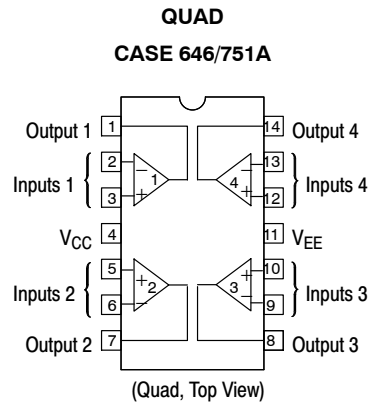 QUAD
CASE 646/751A
Output 1 1 14 Output 4
2 − − 13
Inputs 1 1 4 Inputs 4
3 + + 12
VCC 4 11 VEE
5 + + 10
Inputs 2 2 3 Inputs 3
6 − − 9
Output 2 7 8 Output 3
(Quad, Top View)